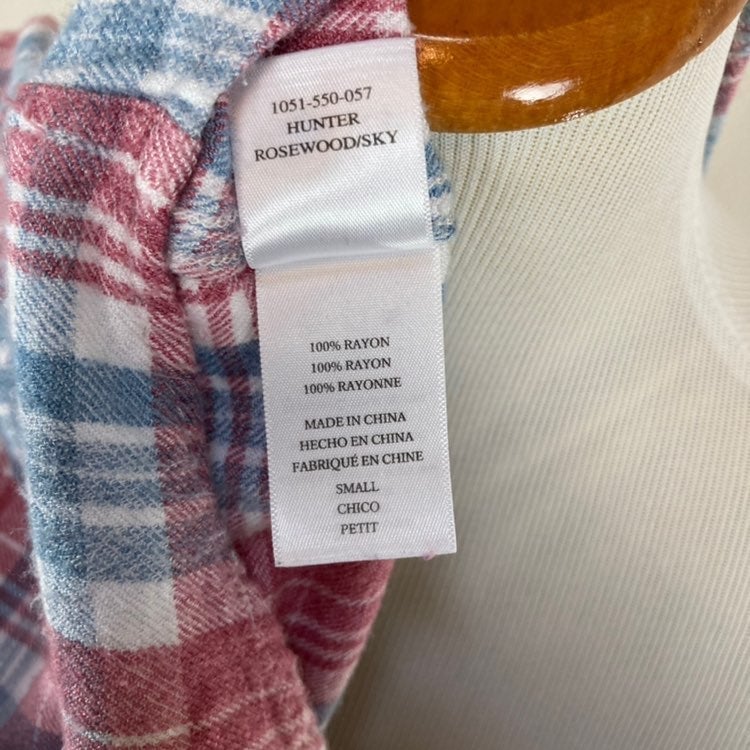 1051-550-057
HUNTER
ROSEWOOD/SKY
100% RAYON
100% RAYON
100% RAYONNE
MADE IN CHINA
HECHO EN CHINA
FABRIQUÉ EN CHINE
SMALL
CHICO
PETIT